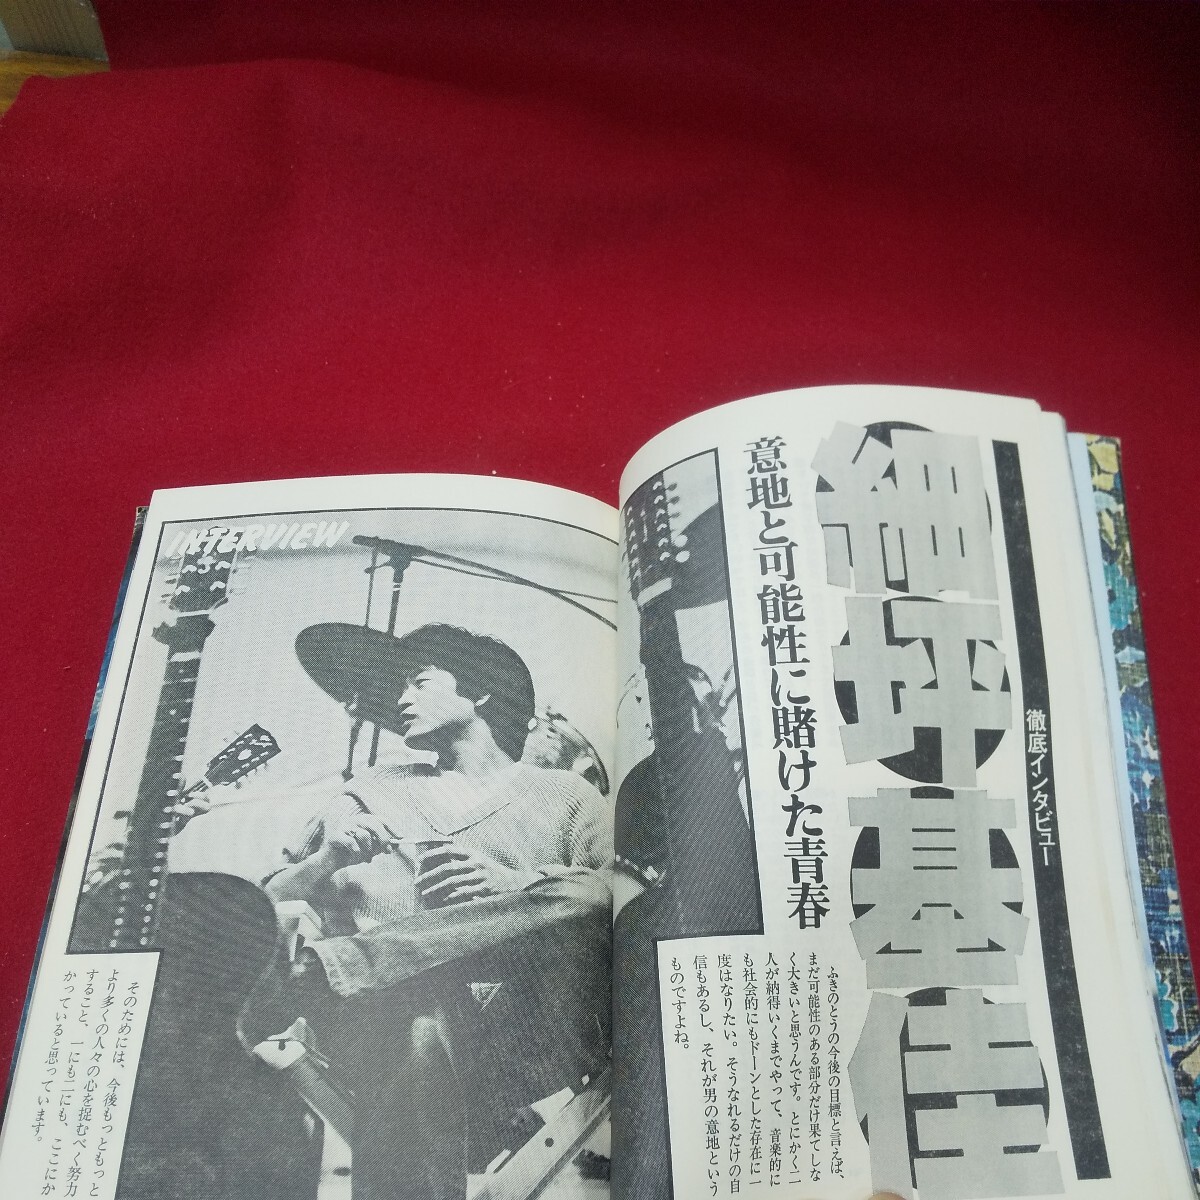 徹底インタビュー
細坪基佳
意地と可能性に賭けた青春
ふきのとうの今後の目標と言えば、
まだ可能性のある部分だけ果てしな
く大きいと思うんです。とにかく一
人が納得いくまでやって、音楽的に
も社会的にもドーンとした存在に一
度はなりたい。そうなれるだけの自
信もあるし、それが男の意地という
ものですよね。
INTERVIEW
そのためには、今後もっともっと
より多くの人々の心を捉むべく努力
すること、一にも二にも、ここにか
かっていると思っています。